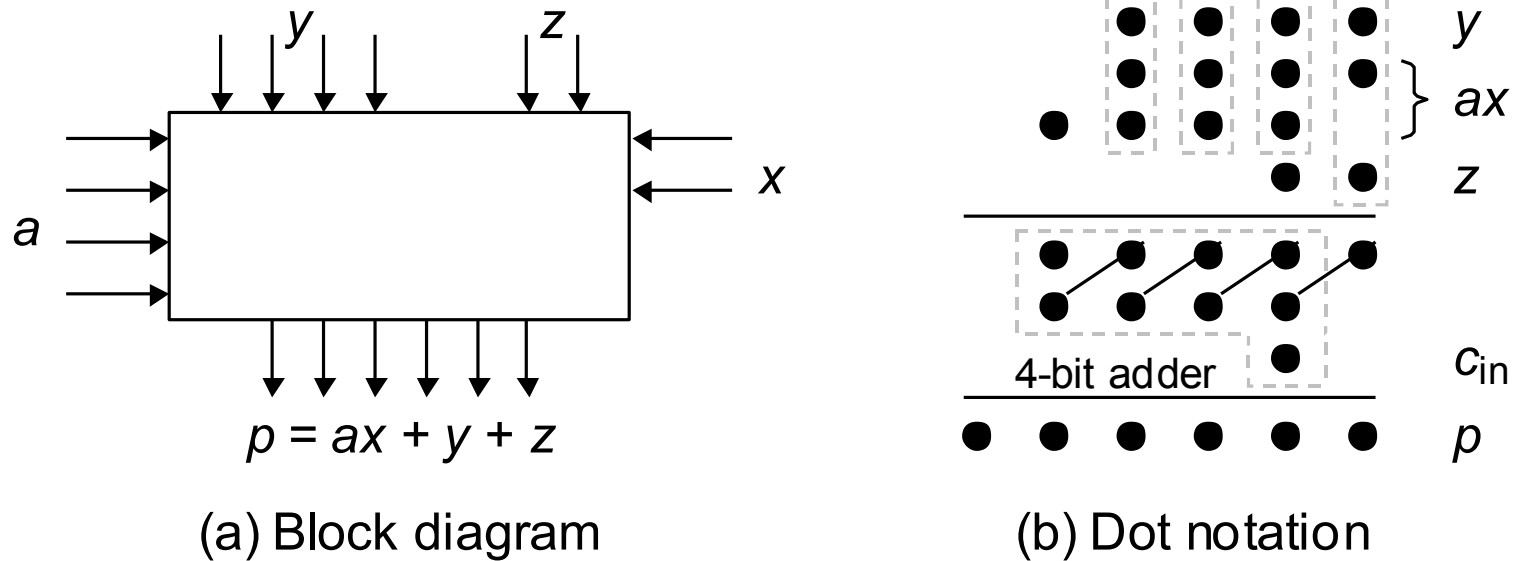 y
z
a
x
p = ax + y + z
(a) Block diagram
y
ax
z
4-bit adder
cin
p
(b) Dot notation